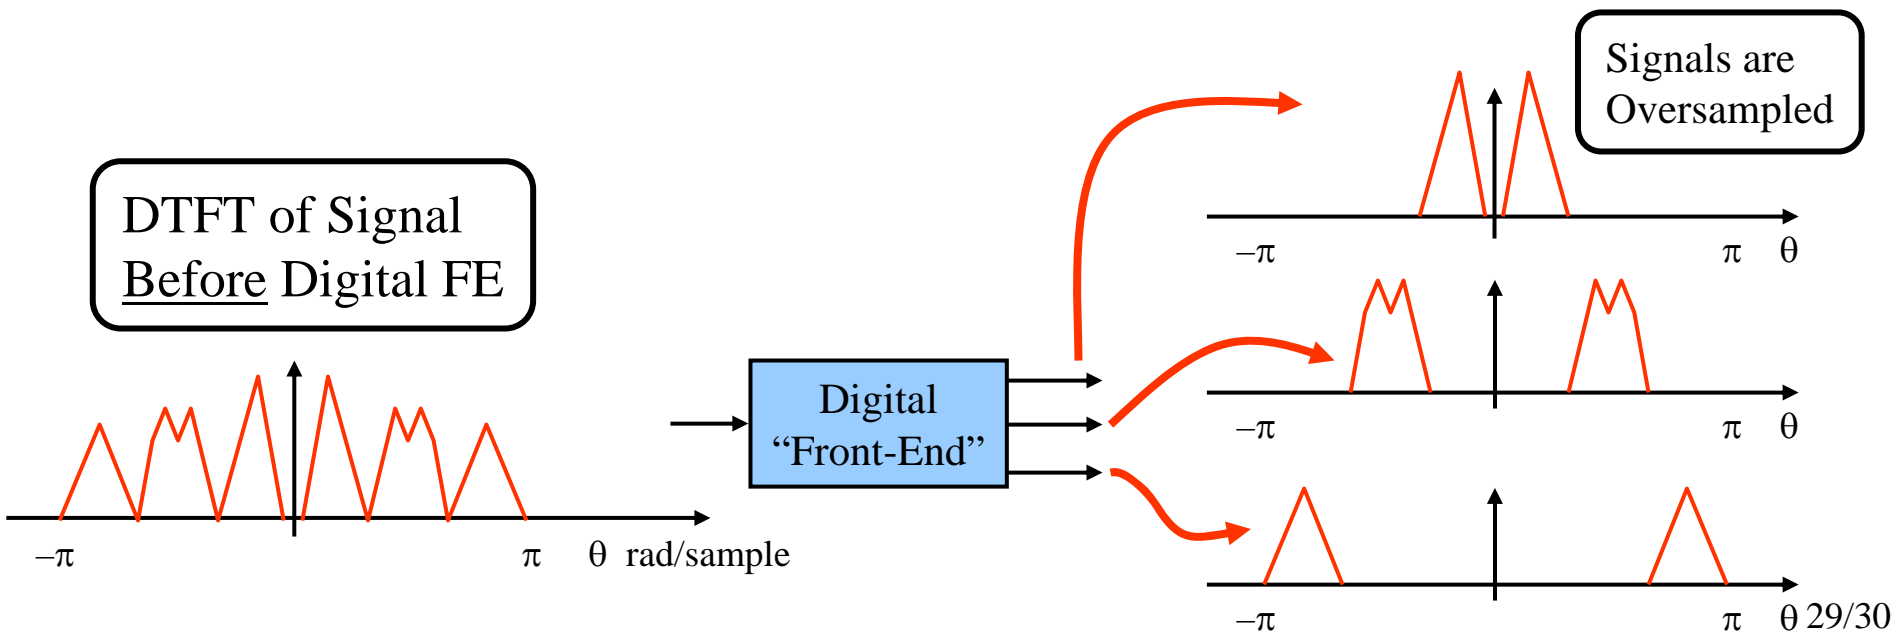 Signals are
Oversampled
DTFT of Signal
Before Digital FE
–π π θ rad/sample
Digital
“Front-End”
–π π θ
–π π θ
–π π θ 29/30